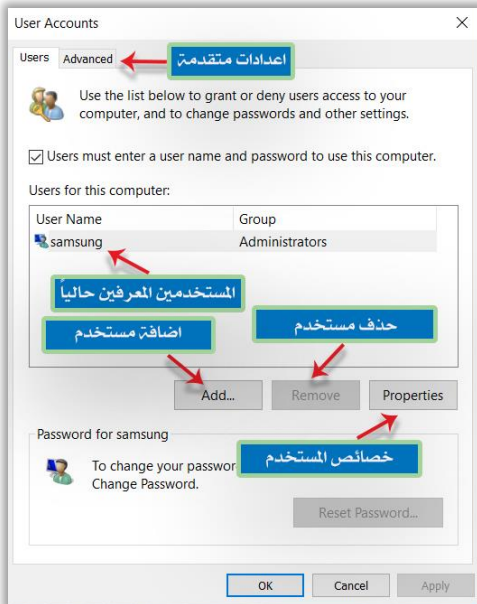 User Accounts
Users
Advanced
اعدادات متقدمة
Use the list below to grant or deny users access to your
computer, and to change passwords and other settings.
Users must enter a user name and password to use this computer.
Users for this computer:
User Name Group
samsung Administrators
المستخدمين المعرفين حالياً
اضافة مستخدم
حذف مستخدم
Add... Remove Properties
Password for samsung
خصائص المستخدم
To change your passwor
Change Password.
Reset Password...
OK Cancel Apply